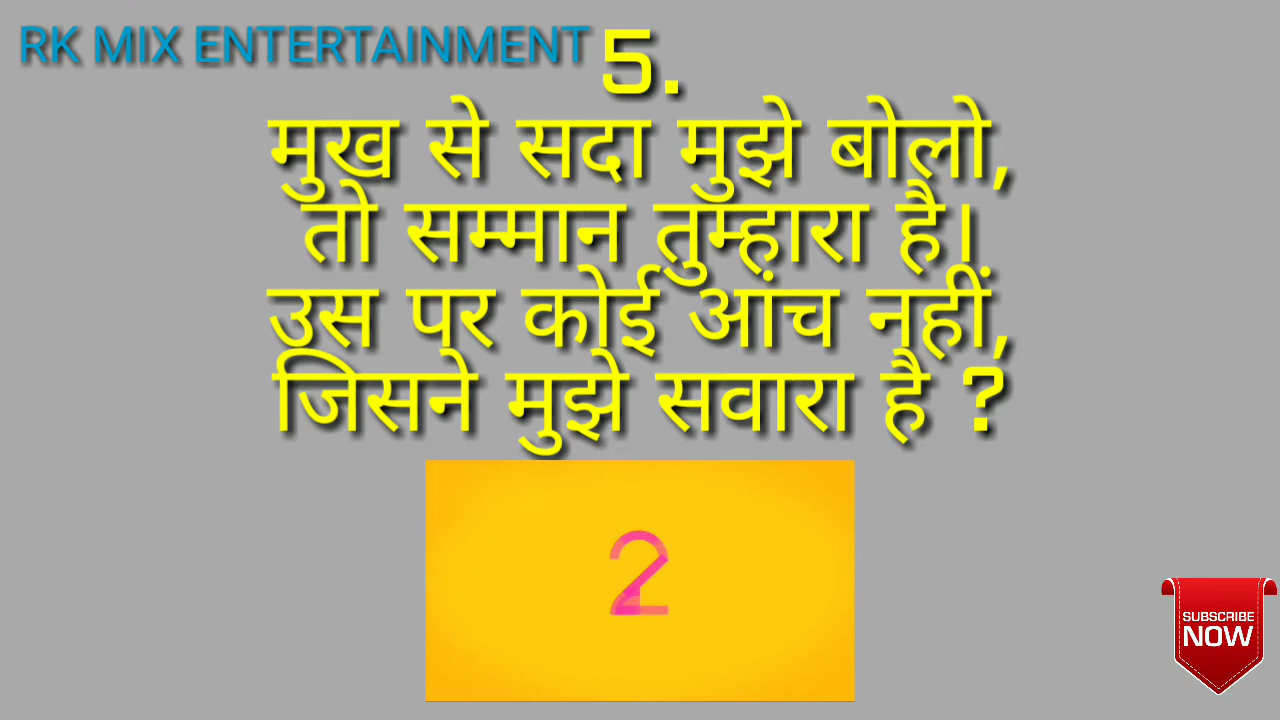 RK MIX ENTERTAINMENT
5.
मुख से सदा मुझे बोलो,
तो सम्मान तुम्हारा है।
उस पर कोई आंच नहीं,
जिसने मुझे सवारा है ?
2
SUBSCRIBE
NOW